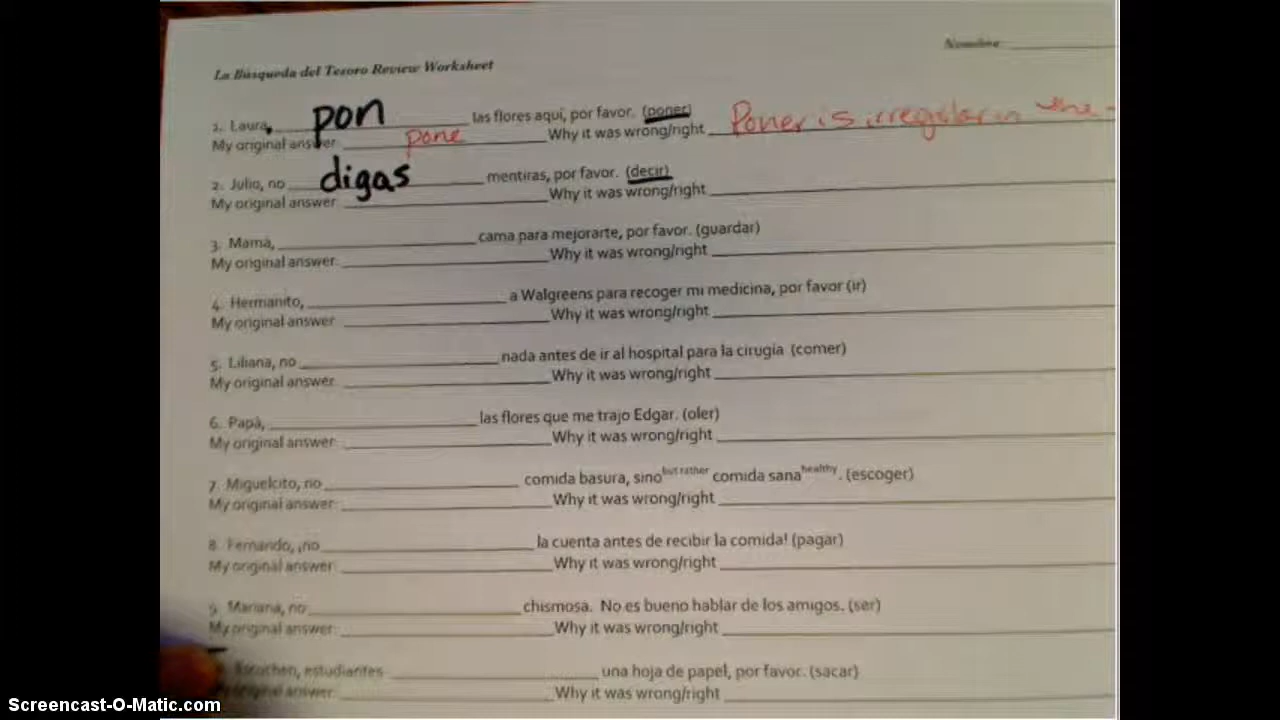 Nombre
La Búsqueda del Tesoro Review Worksheet
1. Laura, pon las flores aquí, por favor. (poner)
My original answer: pone Why it was wrong/right Poner is irregular in the
2. Julio, no digas mentiras, por favor. (decir)
My original answer: Why it was wrong/right
3. Mamá, cama para mejorarte, por favor. (guardar)
My original answer: Why it was wrong/right
4. Hermanito, a Walgreens para recoger mi medicina, por favor (ir)
My original answer: Why it was wrong/right
5. Liliana, no nada antes de ir al hospital para la cirugía (comer)
My original answer: Why it was wrong/right
6. Papá, las flores que me trajo Edgar. (oler)
My original answer: Why it was wrong/right
7. Miguelcito, no comida basura, sino but rather comida sana healthy. (escoger)
My original answer: Why it was wrong/right
8. Fernando, ¡no la cuenta antes de recibir la comida! (pagar)
My original answer: Why it was wrong/right
9. Mariana, no chismosa. No es bueno hablar de los amigos. (ser)
My original answer: Why it was wrong/right
Escuchen, estudiantes una hoja de papel, por favor. (sacar)
original answer: Why it was wrong/right
Screencast-O-Matic.com